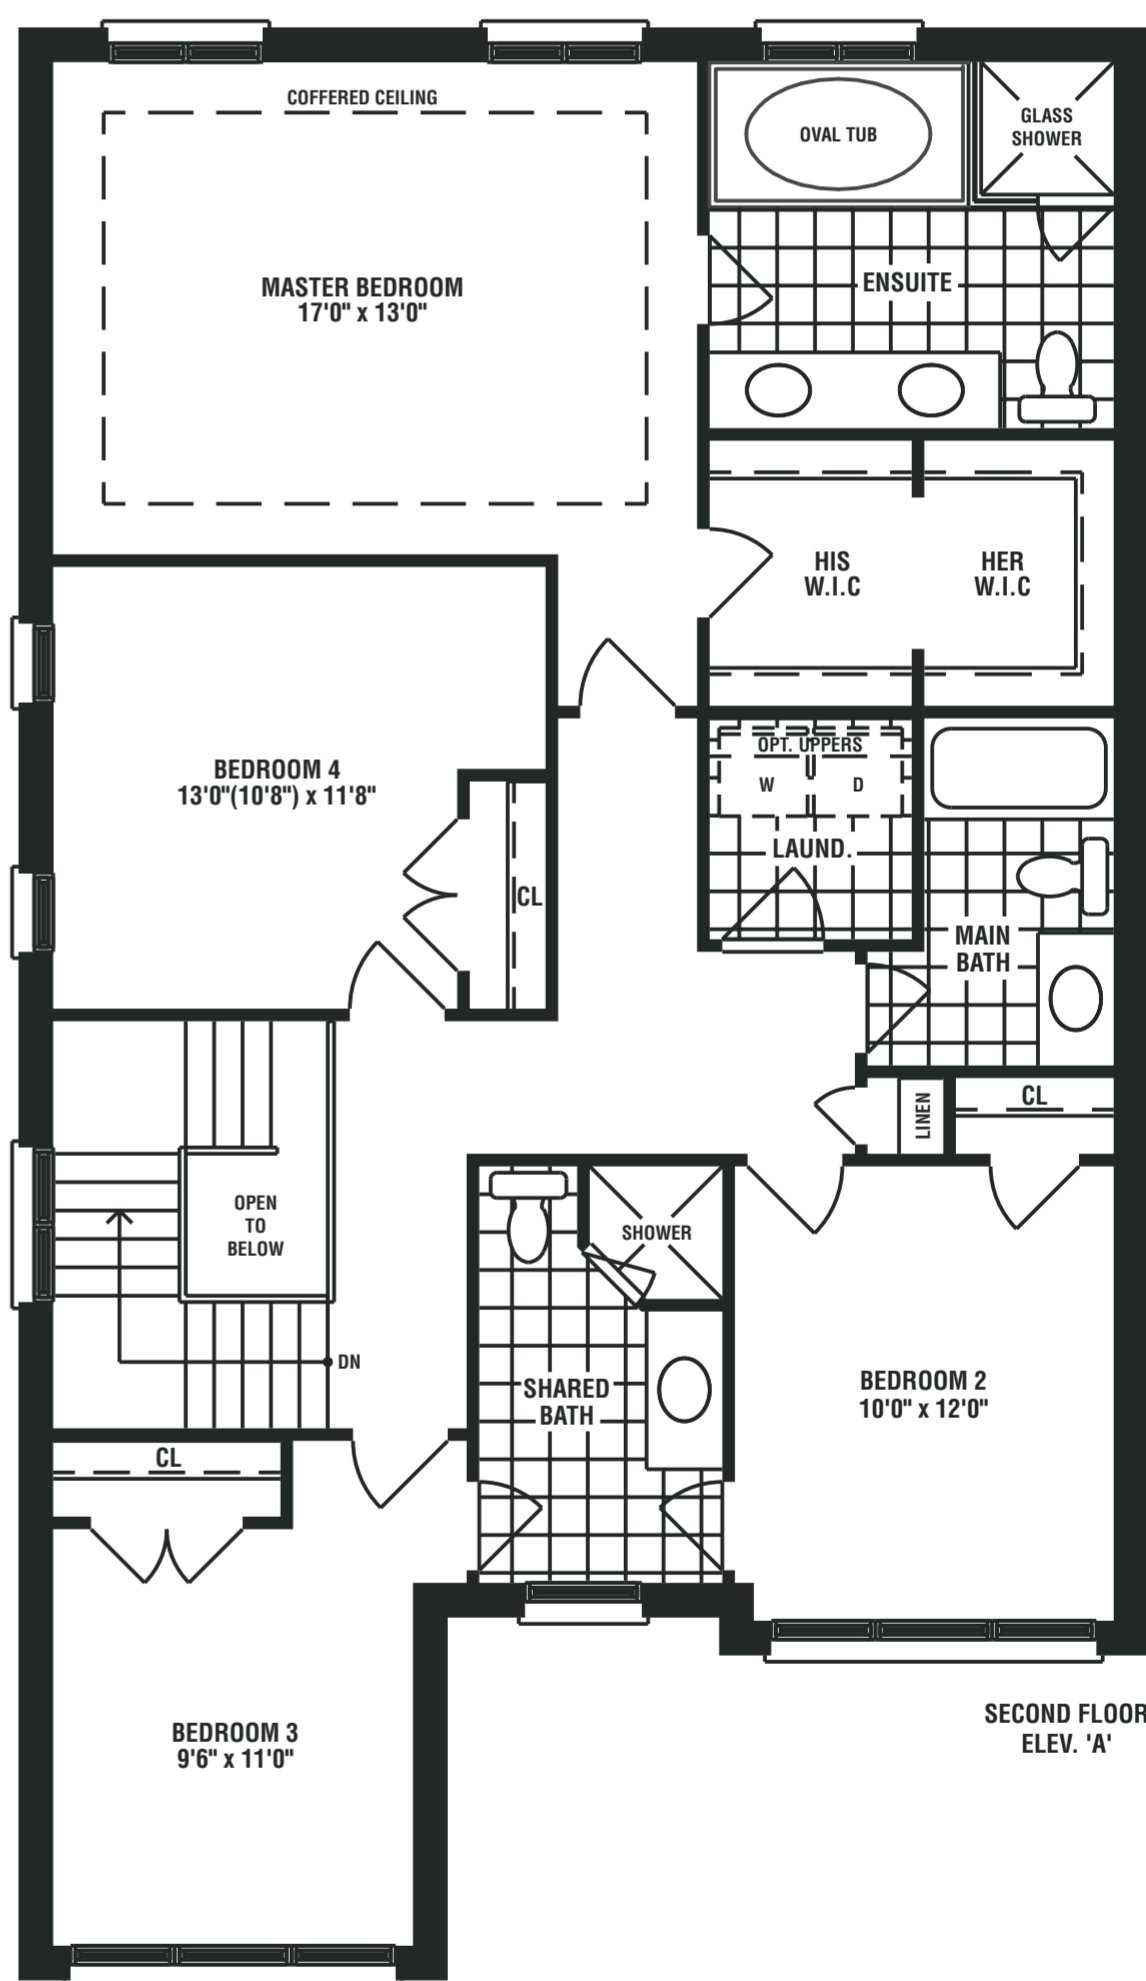 COFFERED CEILING
OVAL TUB
GLASS
SHOWER
MASTER BEDROOM
17'0" x 13'0"
ENSUITE
HIS
W.I.C
HER
W.I.C
OPT. UPPERS
W
D
BEDROOM 4
13'0"(10'8") x 11'8"
LAUND.
CL
MAIN
BATH
LINEN
CL
OPEN
TO
BELOW
SHOWER
DN
SHARED
BATH
BEDROOM 2
10'0" x 12'0"
CL
BEDROOM 3
9'6" x 11'0"
SECOND FLOOR
ELEV. 'A'